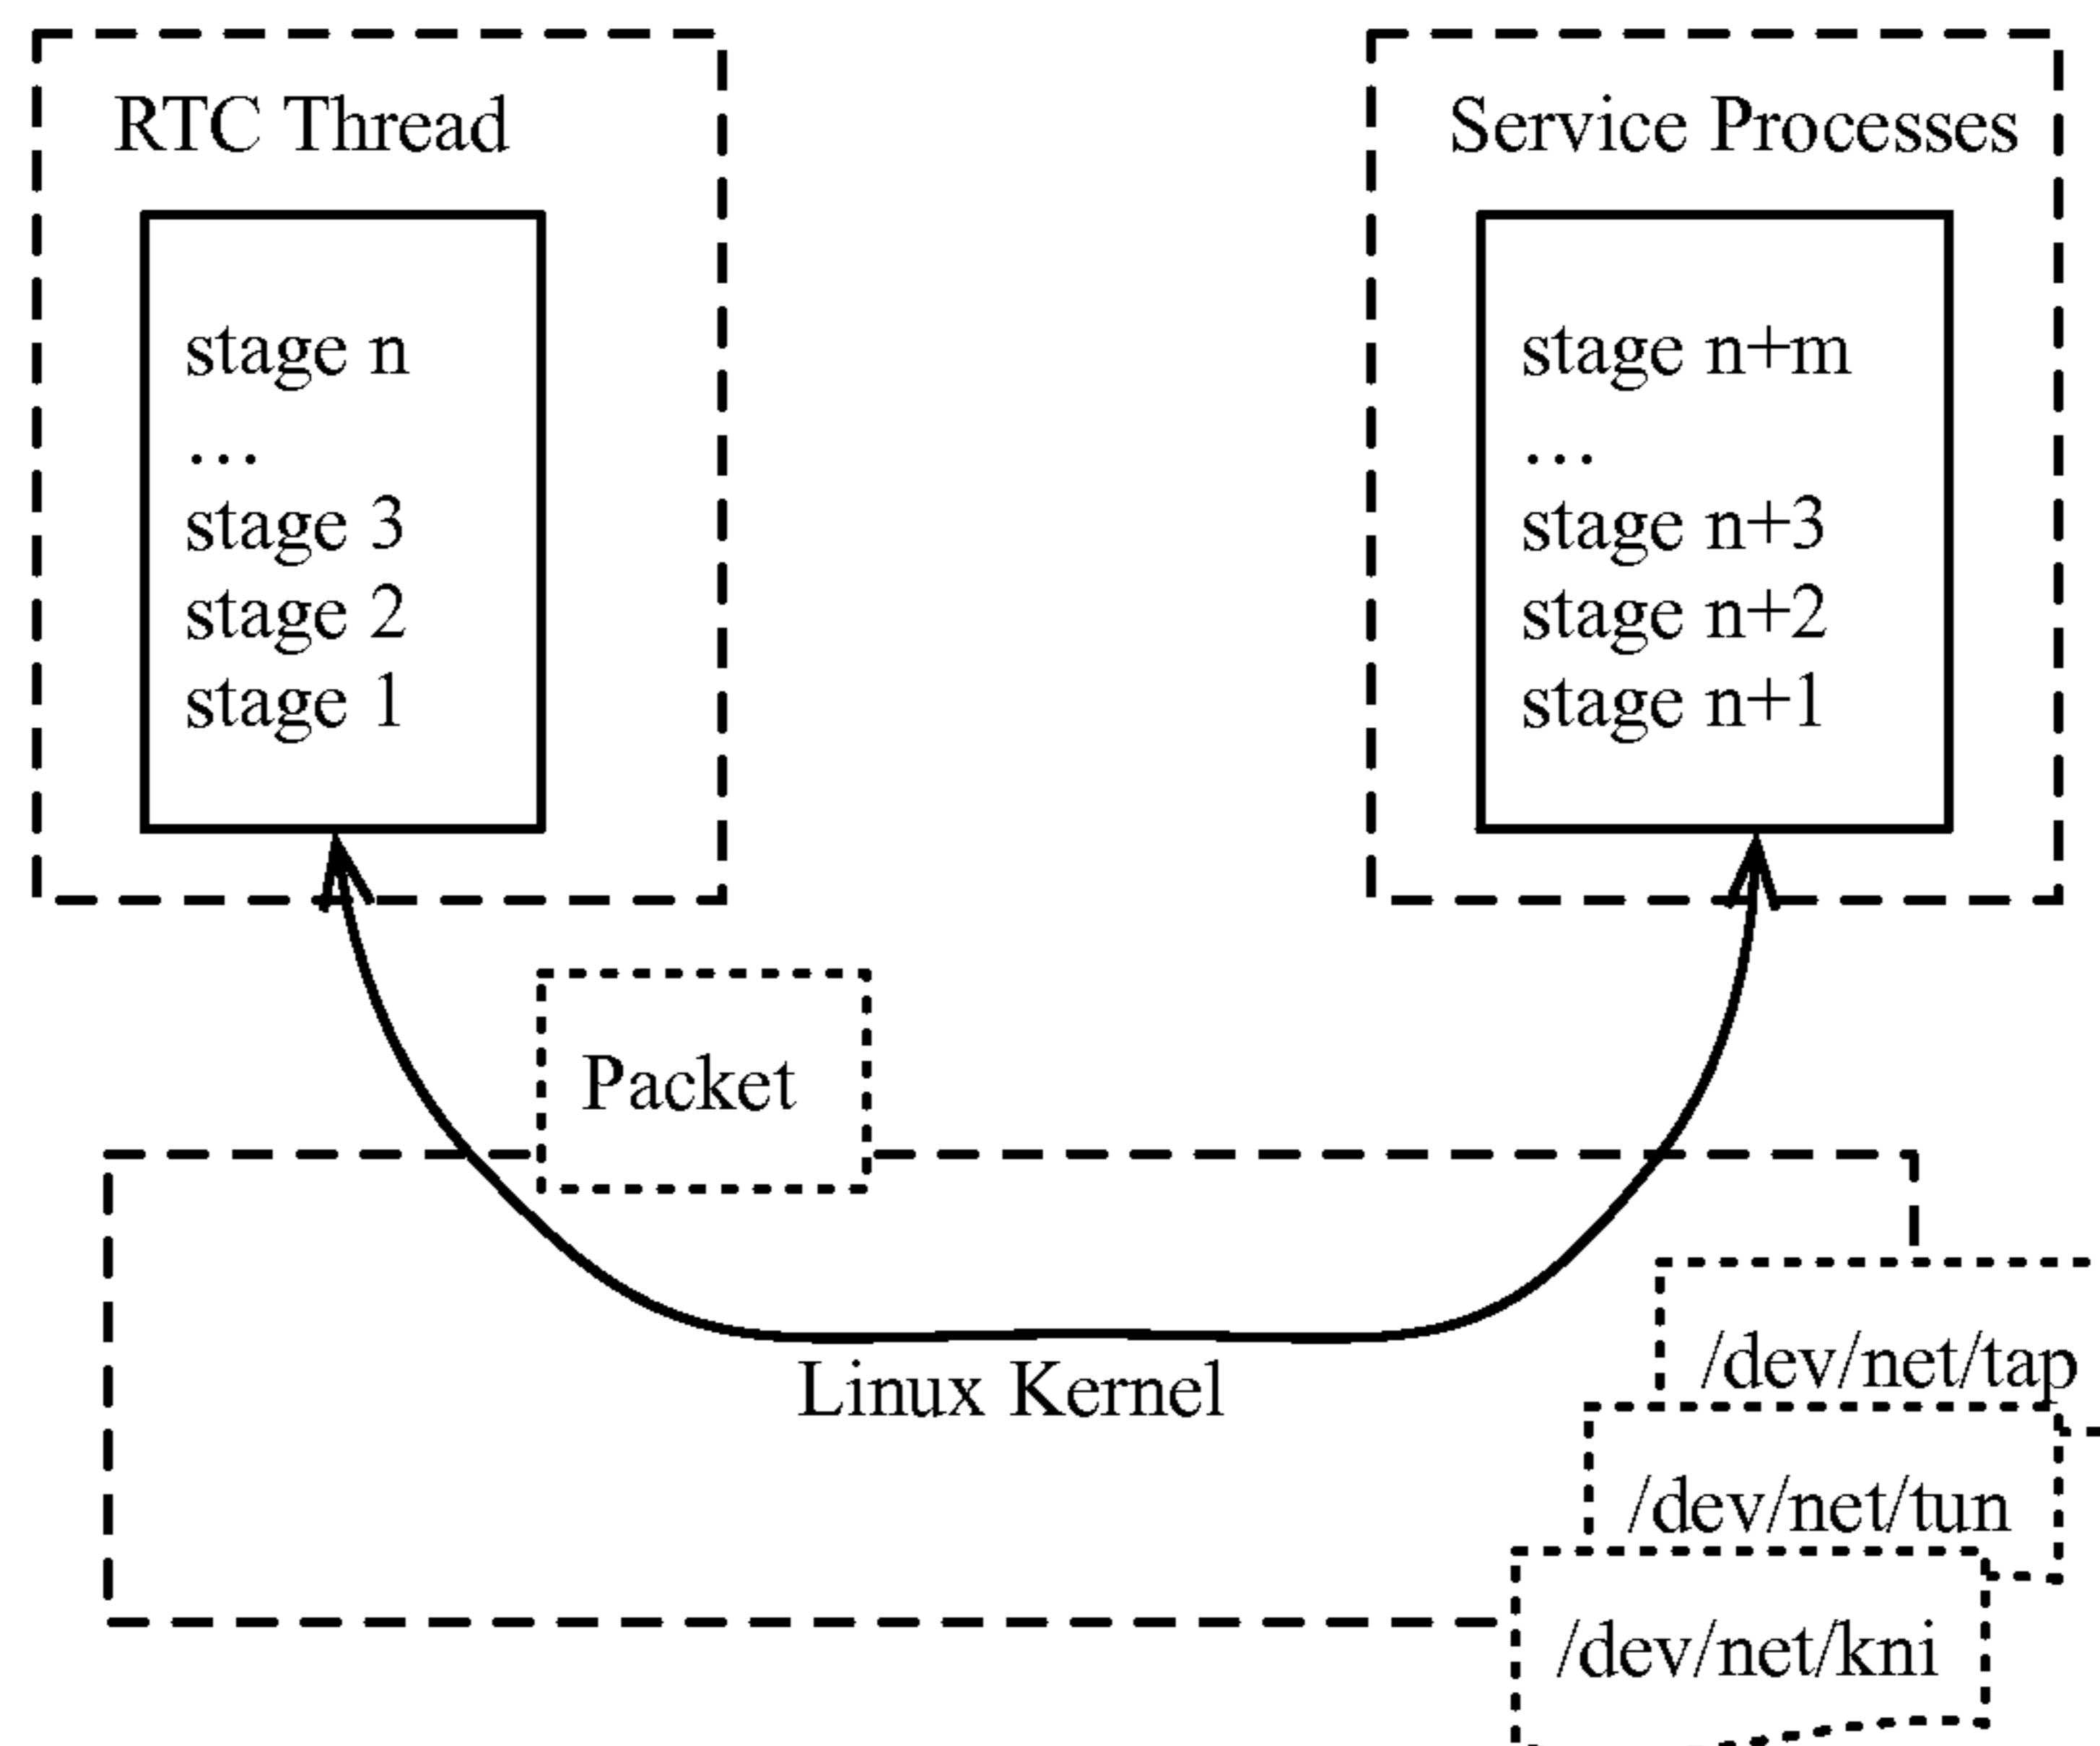 RTC Thread
stage n
...
stage 3
stage 2
stage 1
Service Processes
stage n+m
...
stage n+3
stage n+2
stage n+1
Packet
Linux Kernel
/dev/net/tap
/dev/net/tun
/dev/net/kni